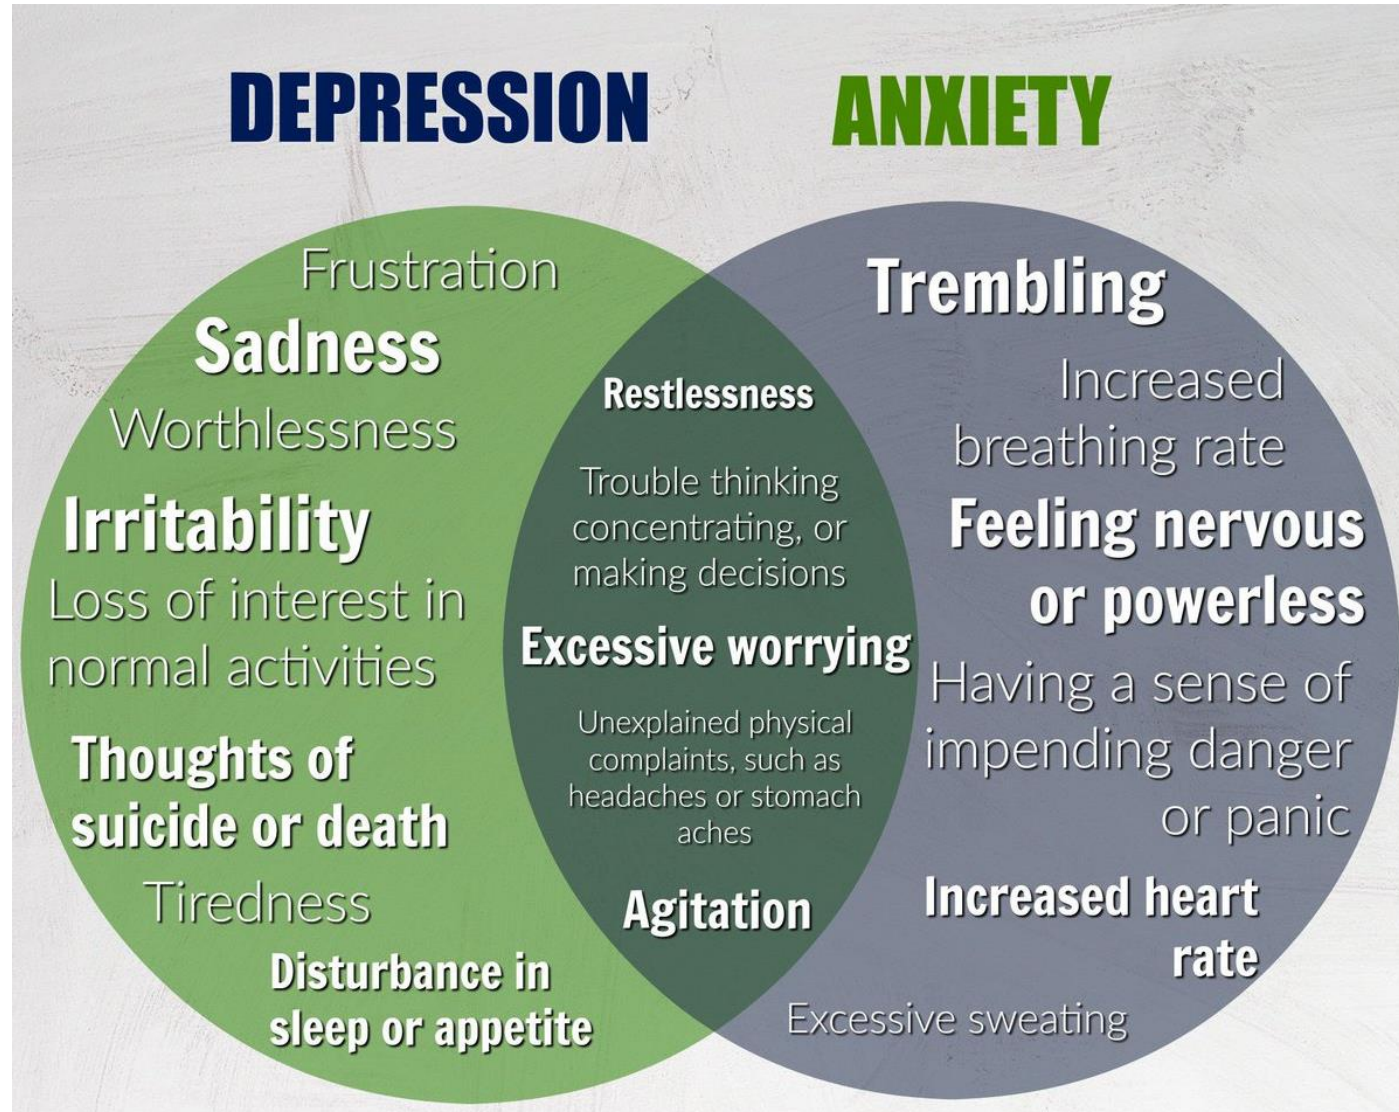 DEPRESSION
ANXIETY
Frustration
Sadness
Worthlessness
Irritability
Loss of interest in
normal activities
Thoughts of
suicide or death
Tiredness
Disturbance in
sleep or appetite
Restlessness
Trouble thinking
concentrating, or
making decisions
Excessive worrying
Unexplained physical
complaints, such as
headaches or stomach
aches
Agitation
Trembling
Increased
breathing rate
Feeling nervous
or powerless
Having a sense of
impending danger
or panic
Increased heart
rate
Excessive sweating